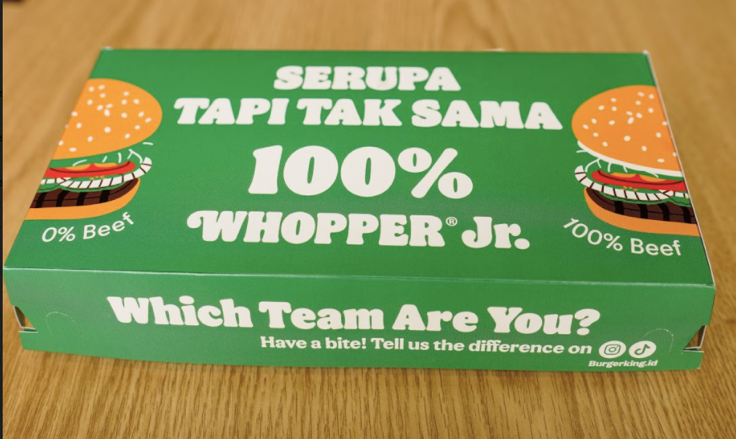 SERUPA
TAPI TAK SAMA
100%
WHOPPER® Jr.
0% Beef
100% Beef
Which Team Are You?
Have a bite! Tell us the difference on
Burgerking.id